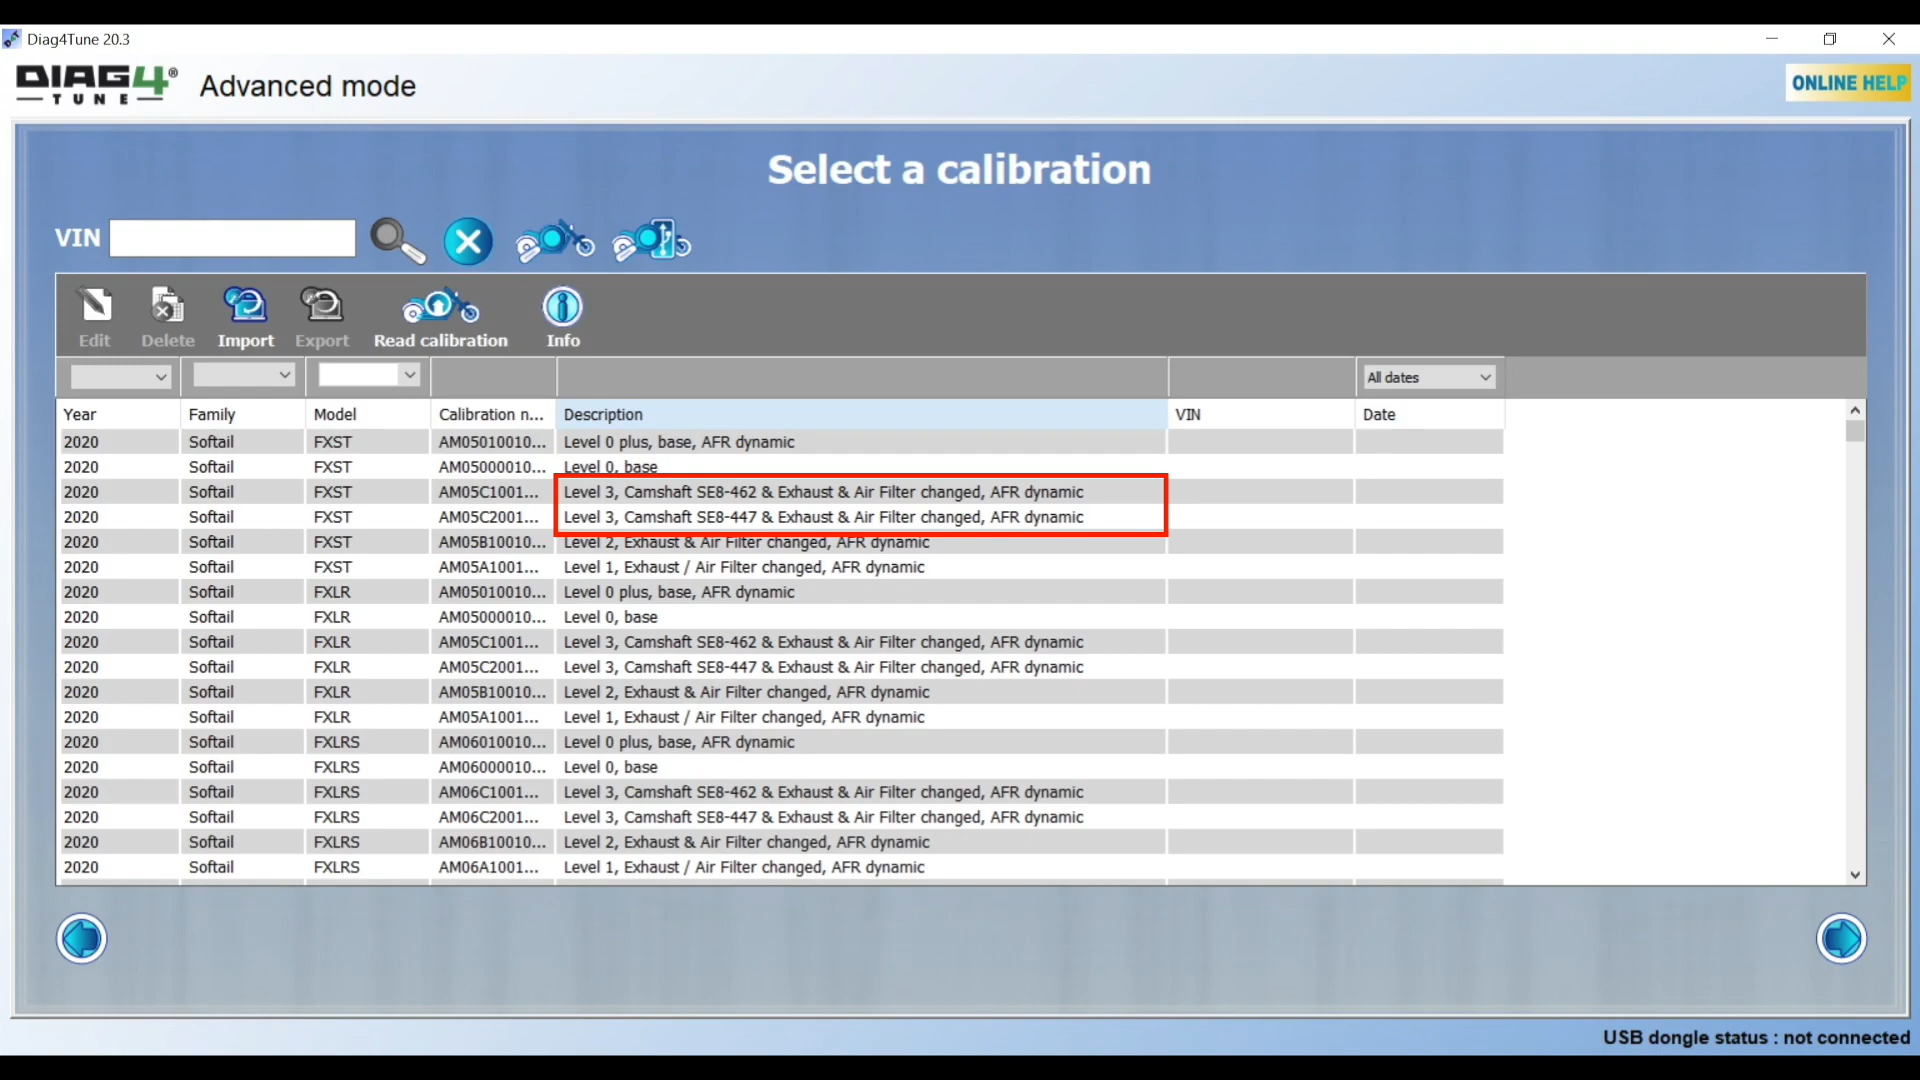 Diag4Tune 20.3
DIAG4® TUNE
Advanced mode
ONLINE HELP
Select a calibration
VIN
Edit Delete Import Export Read calibration Info
All dates
Year Family Model Calibration n... Description VIN Date
2020 Softail FXST AM05010010... Level 0 plus, base, AFR dynamic
2020 Softail FXST AM05000010... Level 0, base
2020 Softail FXST AM05C1001... Level 3, Camshaft SE8-462 & Exhaust & Air Filter changed, AFR dynamic
2020 Softail FXST AM05C2001... Level 3, Camshaft SE8-447 & Exhaust & Air Filter changed, AFR dynamic
2020 Softail FXST AM05B10010... Level 2, Exhaust & Air Filter changed, AFR dynamic
2020 Softail FXST AM05A1001... Level 1, Exhaust / Air Filter changed, AFR dynamic
2020 Softail FXLR AM05010010... Level 0 plus, base, AFR dynamic
2020 Softail FXLR AM05000010... Level 0, base
2020 Softail FXLR AM05C1001... Level 3, Camshaft SE8-462 & Exhaust & Air Filter changed, AFR dynamic
2020 Softail FXLR AM05C2001... Level 3, Camshaft SE8-447 & Exhaust & Air Filter changed, AFR dynamic
2020 Softail FXLR AM05B10010... Level 2, Exhaust & Air Filter changed, AFR dynamic
2020 Softail FXLR AM05A1001... Level 1, Exhaust / Air Filter changed, AFR dynamic
2020 Softail FXLRS AM06010010... Level 0 plus, base, AFR dynamic
2020 Softail FXLRS AM06000010... Level 0, base
2020 Softail FXLRS AM06C1001... Level 3, Camshaft SE8-462 & Exhaust & Air Filter changed, AFR dynamic
2020 Softail FXLRS AM06C2001... Level 3, Camshaft SE8-447 & Exhaust & Air Filter changed, AFR dynamic
2020 Softail FXLRS AM06B10010... Level 2, Exhaust & Air Filter changed, AFR dynamic
2020 Softail FXLRS AM06A1001... Level 1, Exhaust / Air Filter changed, AFR dynamic
USB dongle status : not connected